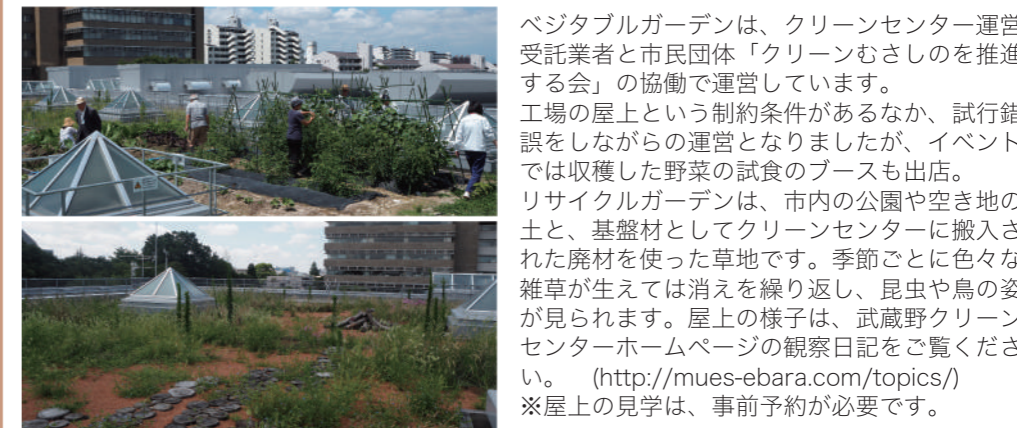 ベジタブルガーデンは、クリーンセンター運営
受託業者と市民団体「クリーンむさしのを推進
する会」の協働で運営しています。
工場の屋上という制約条件があるなか、試行錯
誤をしながらの運営となりましたが、イベント
では収穫した野菜の試食のブースも出店。
リサイクルガーデンは、市内の公園や空き地の
土と、基盤材としてクリーンセンターに搬入さ
れた廃材を使った草地です。季節ごとに色々な
雑草が生えては消えを繰り返し、昆虫や鳥の姿
が見られます。屋上の様子は、武蔵野クリーン
センターホームページの観察日記をご覧くださ
い。　(http://mues-ebara.com/topics/)
※屋上の見学は、事前予約が必要です。